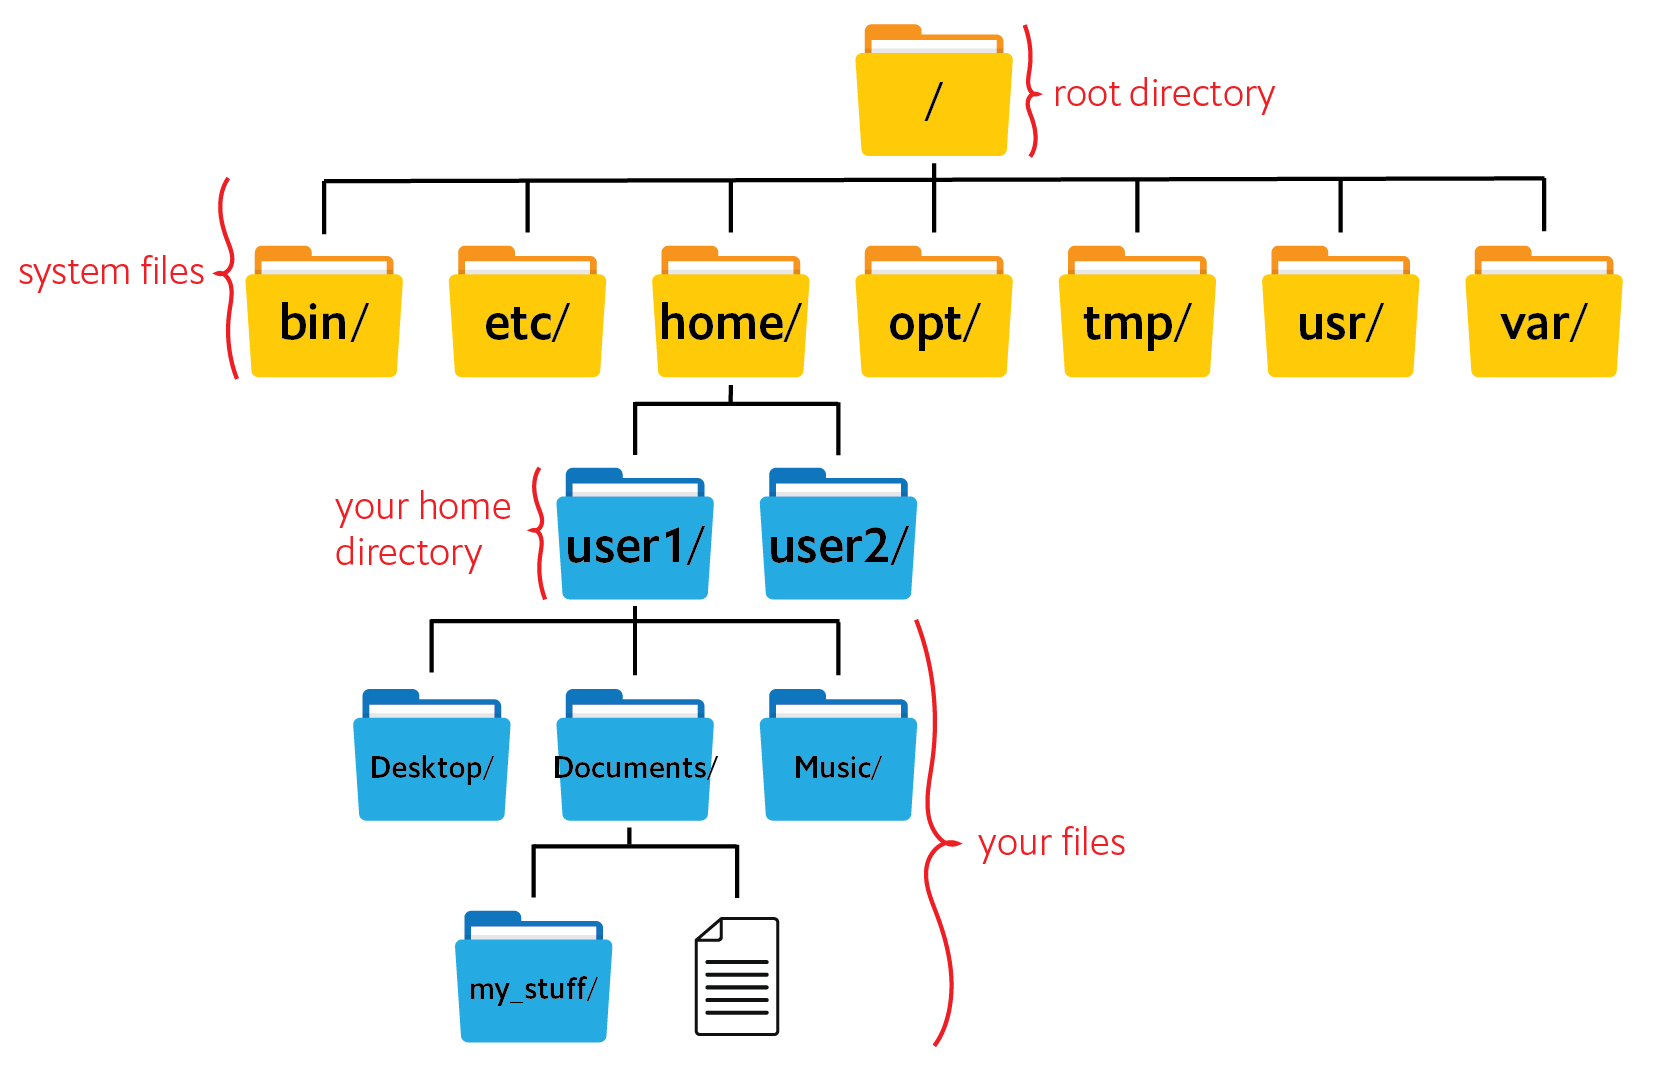 /
root directory
system files
bin/
etc/
home/
opt/
tmp/
usr/
var/
your home
directory
user1/
user2/
Desktop/
Documents/
Music/
your files
my_stuff/